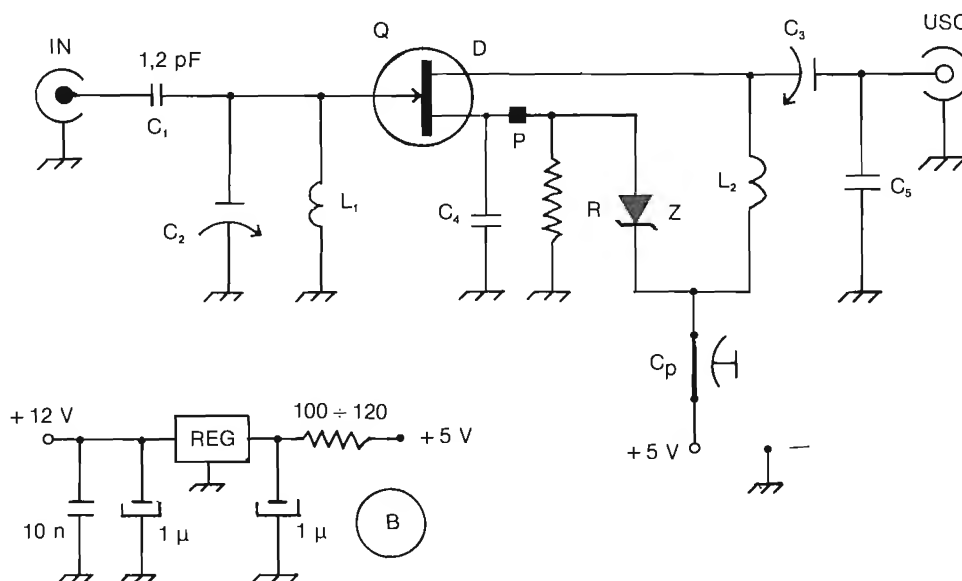 IN
1,2 pF
C₁
Q
D
C₃
USC
P
C₂
L₁
C₄
R
Z
L₂
C₅
Cp
+ 12 V
REG
100 ÷ 120
+ 5 V
+ 5 V
–
10 n
1 µ
1 µ
B